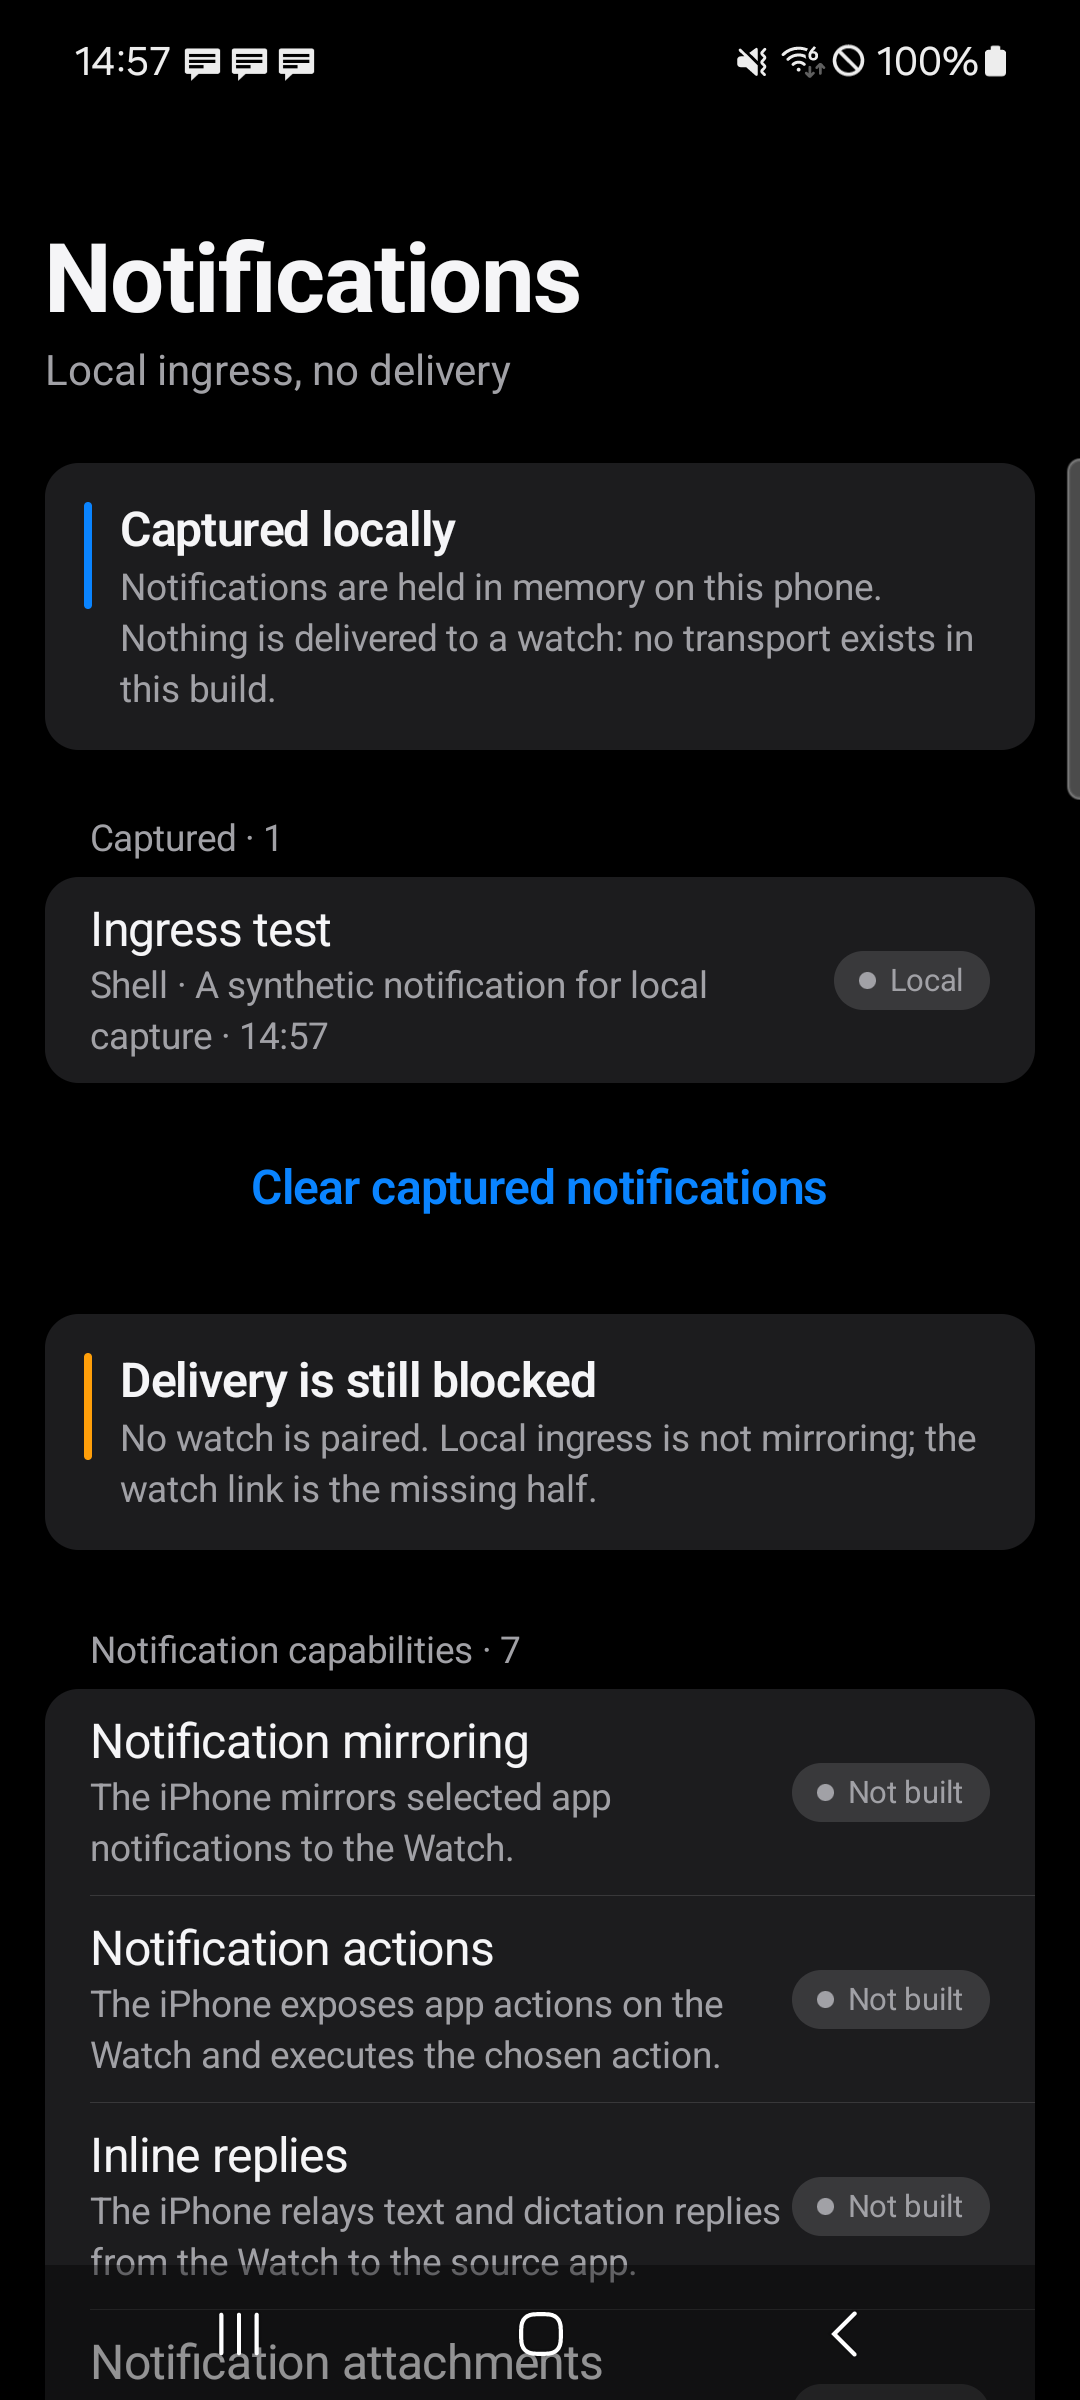 14:57
6
100%
Notifications
Local ingress, no delivery
Captured locally
Notifications are held in memory on this phone.
Nothing is delivered to a watch: no transport exists in
this build.
Captured · 1
Ingress test
Shell · A synthetic notification for local
capture · 14:57
Local
Clear captured notifications
Delivery is still blocked
No watch is paired. Local ingress is not mirroring; the
watch link is the missing half.
Notification capabilities · 7
Notification mirroring
The iPhone mirrors selected app
notifications to the Watch.
Not built
Notification actions
The iPhone exposes app actions on the
Watch and executes the chosen action.
Not built
Inline replies
The iPhone relays text and dictation replies
from the Watch to the source app.
Not built
Notification attachments